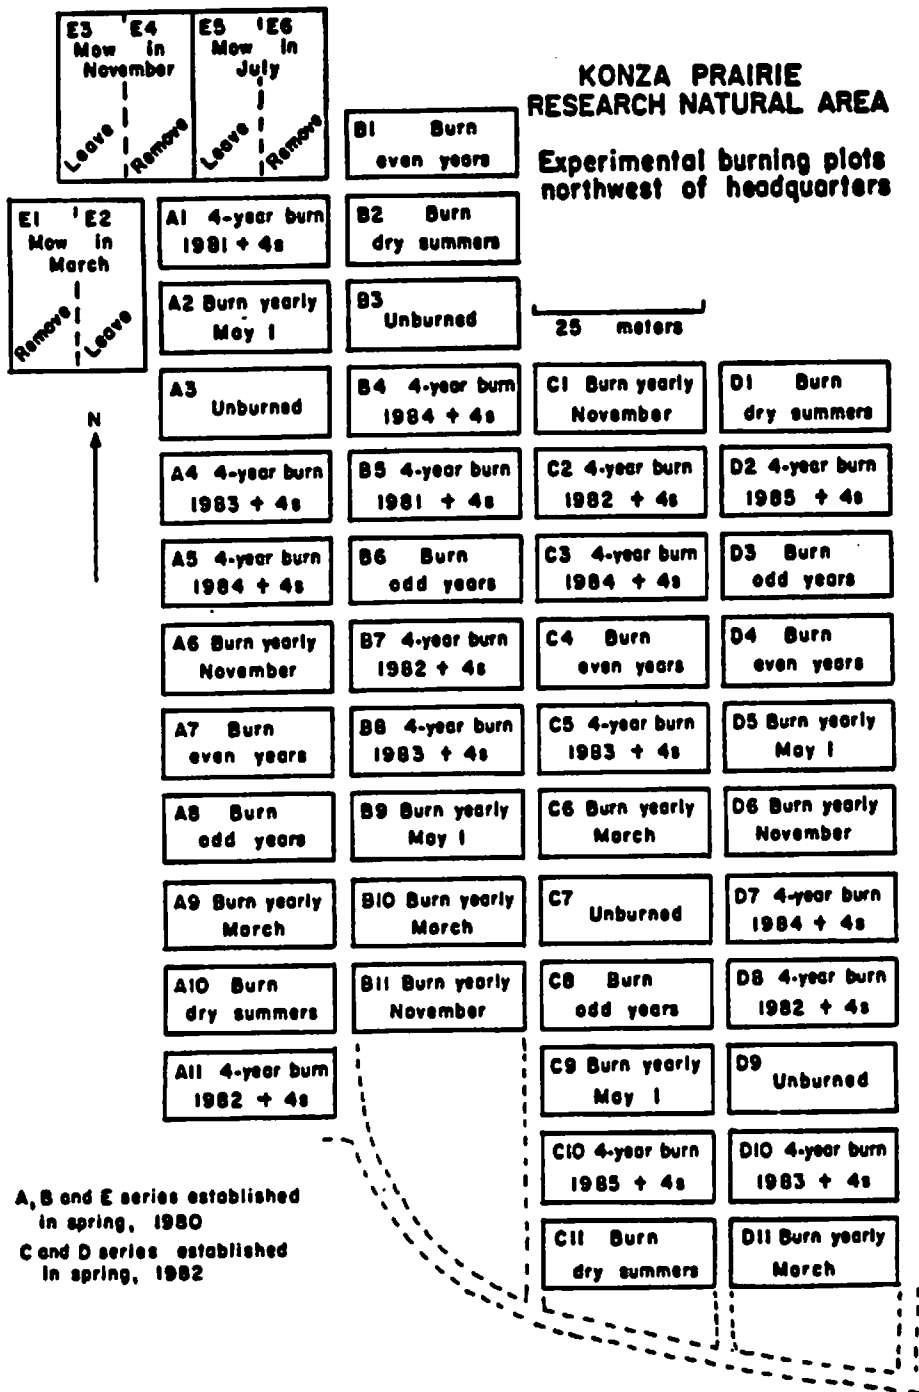 KONZA PRAIRIE
RESEARCH NATURAL AREA
Experimental burning plots
northwest of headquarters
E3 E4
Mow in
November
Leave
Remove
E5 E6
Mow in
July
Leave
Remove
E1 E2
Mow in
March
Remove
Leave
N
25 meters
A1 4-year burn
1981 + 4s
A2 Burn yearly
May 1
A3
Unburned
A4 4-year burn
1983 + 4s
A5 4-year burn
1984 + 4s
A6 Burn yearly
November
A7 Burn
even years
A8 Burn
odd years
A9 Burn yearly
March
A10 Burn
dry summers
A11 4-year burn
1982 + 4s
B1 Burn
even years
B2 Burn
dry summers
B3
Unburned
B4 4-year burn
1984 + 4s
B5 4-year burn
1981 + 4s
B6 Burn
odd years
B7 4-year burn
1982 + 4s
B8 4-year burn
1983 + 4s
B9 Burn yearly
May 1
B10 Burn yearly
March
B11 Burn yearly
November
C1 Burn yearly
November
C2 4-year burn
1982 + 4s
C3 4-year burn
1984 + 4s
C4 Burn
even years
C5 4-year burn
1983 + 4s
C6 Burn yearly
March
C7
Unburned
C8 Burn
odd years
C9 Burn yearly
May 1
C10 4-year burn
1985 + 4s
C11 Burn
dry summers
D1 Burn
dry summers
D2 4-year burn
1985 + 4s
D3 Burn
odd years
D4 Burn
even years
D5 Burn yearly
May 1
D6 Burn yearly
November
D7 4-year burn
1984 + 4s
D8 4-year burn
1982 + 4s
D9
Unburned
D10 4-year burn
1983 + 4s
D11 Burn yearly
March
A, B and E series established
in spring, 1980
C and D series established
in spring, 1982